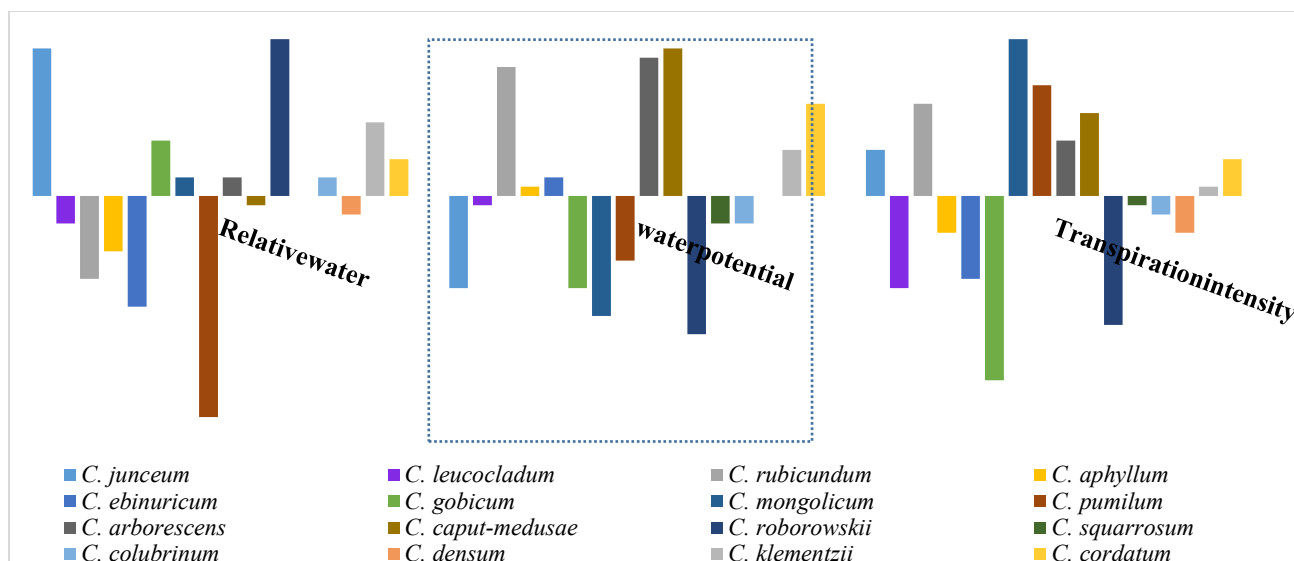 Relativewater
waterpotential
Transpirationintensity
C. junceum
C. leucocladum
C. rubicundum
C. aphyllum
C. ebinuricum
C. gobicum
C. mongolicum
C. pumilum
C. arborescens
C. caput-medusae
C. roborowskii
C. squarrosum
C. colubrinum
C. densum
C. klementzii
C. cordatum